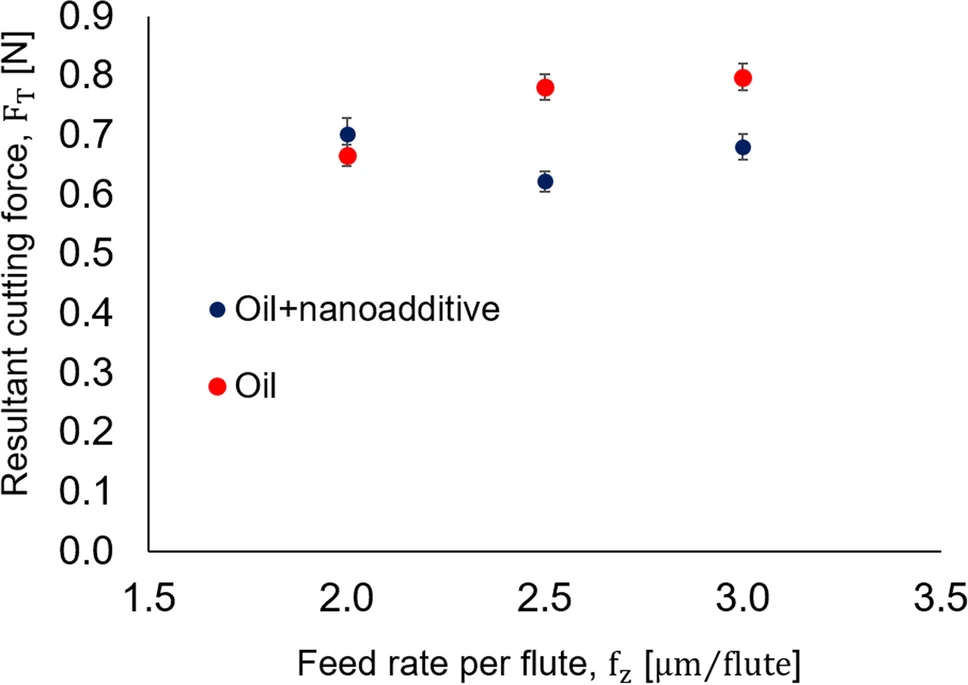 Resultant cutting force, F_T [N]
0.9
0.8
0.7
0.6
0.5
0.4
0.3
0.2
0.1
0.0
Oil+nanoadditive
Oil
1.5 2.0 2.5 3.0 3.5
Feed rate per flute, f_z [μm/flute]